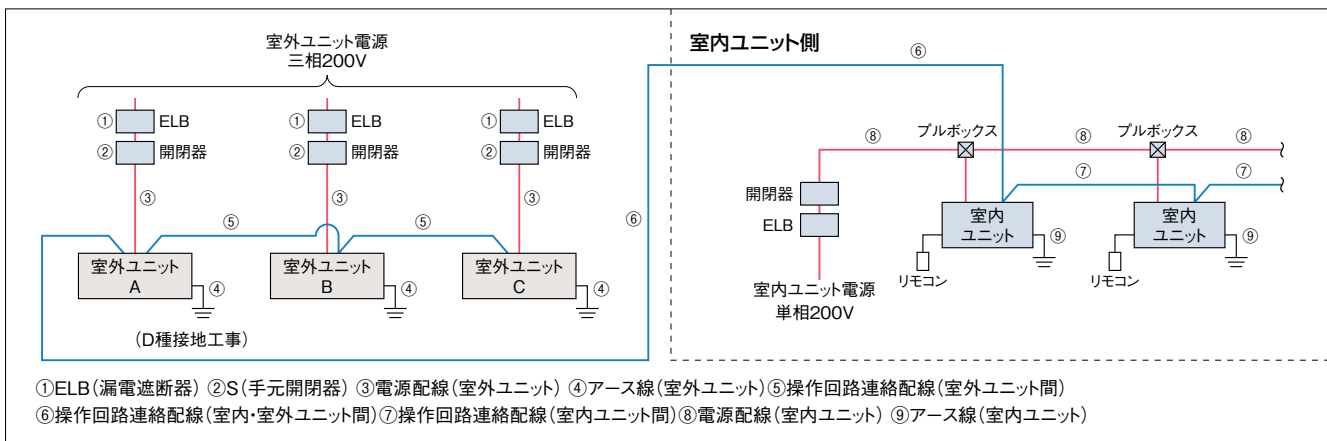 室外ユニット電源
三相200V
① ELB
① ELB
① ELB
② 開閉器
② 開閉器
② 開閉器
③
③
③
⑤
⑤
⑥
室外ユニット
A
室外ユニット
B
室外ユニット
C
④
④
④
(D種接地工事)
室内ユニット側
⑥
プルボックス
プルボックス
⑧
⑧
⑧
⑦
⑦
開閉器
ELB
室内
ユニット
室内
ユニット
⑨
⑨
リモコン
リモコン
室内ユニット電源
単相200V
①ELB(漏電遮断器) ②S(手元開閉器) ③電源配線(室外ユニット) ④アース線(室外ユニット)⑤操作回路連絡配線(室外ユニット間)
⑥操作回路連絡配線(室内・室外ユニット間)⑦操作回路連絡配線(室内ユニット間)⑧電源配線(室内ユニット) ⑨アース線(室内ユニット)